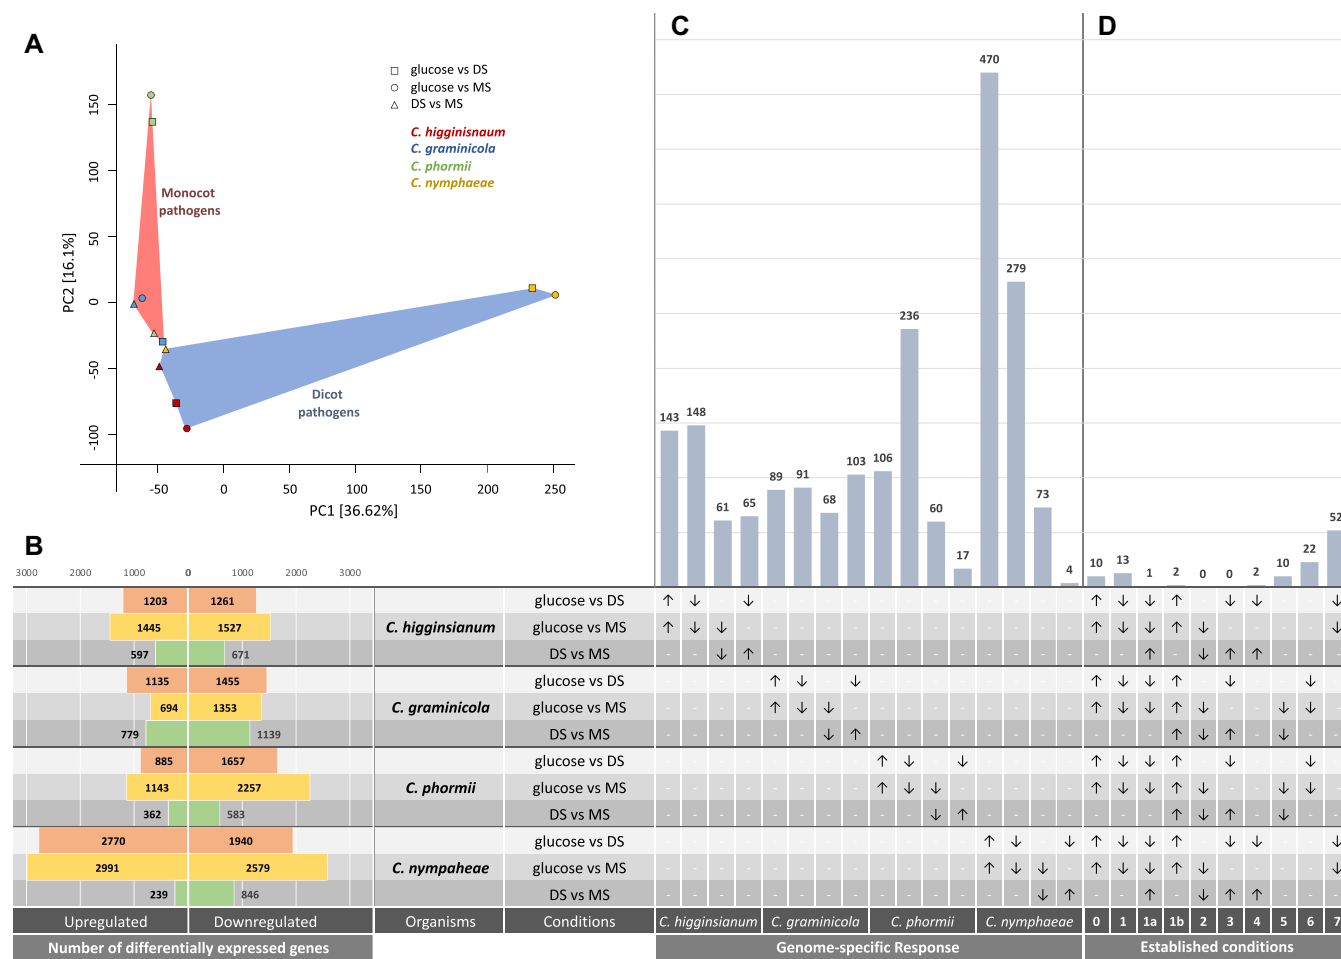 A
glucose vs DS
glucose vs MS
DS vs MS
C. higginisnaum
C. graminicola
C. phormii
C. nymphaeae
Monocot
pathogens
Dicot
pathogens
PC2 [16.1%]
150
100
50
0
-50
-100
-50 0 50 100 150 200 250
PC1 [36.62%]
C
143 148 61 65 89 91 68 103 106 236 60 17 470 279 73 4
D
10 13 1 2 0 0 2 10 22 52
B
3000 2000 1000 0 1000 2000 3000
1203 1261 glucose vs DS ↑ ↓ - ↓ - - - - - - - - - - - - ↑ ↓ ↓ ↑ - ↓ ↓ - - ↓
1445 1527 C. higginsianum glucose vs MS ↑ ↓ ↓ - - - - - - - - - - - - - ↑ ↓ ↓ ↑ ↓ - - - - ↓
597 671 DS vs MS - - ↓ ↑ - - - - - - - - - - - - - - ↑ - ↓ ↑ ↑ - - -
1135 1455 glucose vs DS - - - - ↑ ↓ - ↓ - - - - - - - - ↑ ↓ ↓ ↑ - ↓ - - ↓ -
694 1353 C. graminicola glucose vs MS - - - - ↑ ↓ ↓ - - - - - - - - - ↑ ↓ ↓ ↑ ↓ - - ↓ ↓ -
779 1139 DS vs MS - - - - - - ↓ ↑ - - - - - - - - - - - ↑ ↓ ↑ - ↓ - -
885 1657 glucose vs DS - - - - - - - - ↑ ↓ - ↓ - - - - ↑ ↓ ↓ ↑ - ↓ - - ↓ -
1143 2257 C. phormii glucose vs MS - - - - - - - - ↑ ↓ ↓ - - - - - ↑ ↓ ↓ ↑ ↓ - - ↓ ↓ -
362 583 DS vs MS - - - - - - - - - - ↓ ↑ - - - - - - - ↑ ↓ ↑ - ↓ - -
2770 1940 glucose vs DS - - - - - - - - - - - - ↑ ↓ - ↓ ↑ ↓ ↓ ↑ - ↓ ↓ - - ↓
2991 2579 C. nympaheae glucose vs MS - - - - - - - - - - - - ↑ ↓ ↓ - ↑ ↓ ↓ ↑ ↓ - - - - ↓
239 846 DS vs MS - - - - - - - - - - - - - - ↓ ↑ - - ↑ - ↓ ↑ ↑ - - -
Upregulated Downregulated Organisms Conditions C. higginsianum C. graminicola C. phormii C. nymphaeae 0 1 1a 1b 2 3 4 5 6 7
Number of differentially expressed genes Genome-specific Response Established conditions